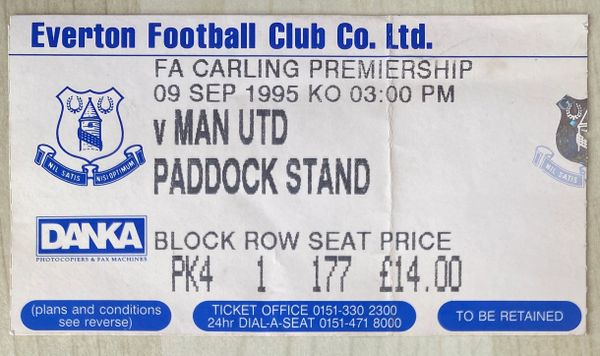 Everton Football Club Co. Ltd.
FA CARLING PREMIERSHIP
09 SEP 1995 KO 03:00 PM
v MAN UTD
PADDOCK STAND
NIL SATIS NISI OPTIMUM
NIL SATIS
DANKA
PHOTOCOPIERS & FAX MACHINES
BLOCK ROW SEAT PRICE
PK4 1 177 £14.00
(plans and conditions
see reverse)
TICKET OFFICE 0151-330 2300
24hr DIAL-A-SEAT 0151-471 8000
TO BE RETAINED